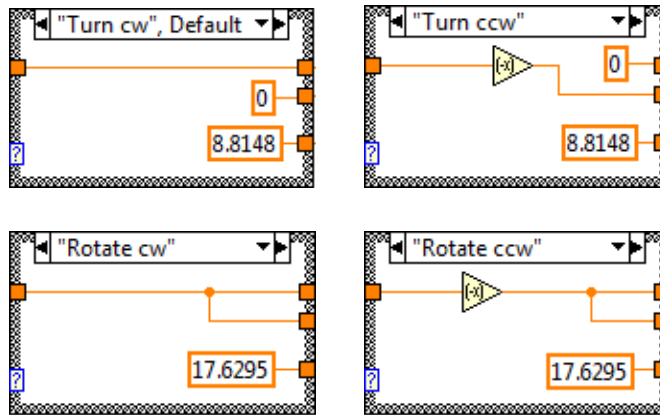 "Turn cw", Default
0
8.8148
?
"Turn ccw"
(-x)
0
8.8148
?
"Rotate cw"
17.6295
?
"Rotate ccw"
(-x)
17.6295
?